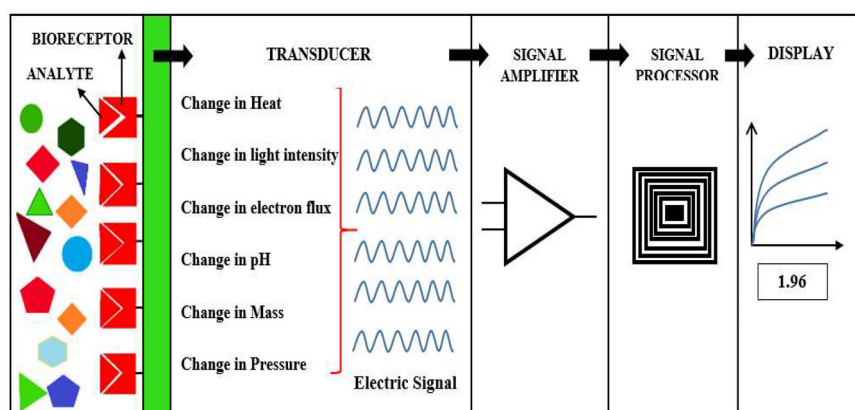 BIORECEPTOR
ANALYTE
TRANSDUCER
Change in Heat
Change in light intensity
Change in electron flux
Change in pH
Change in Mass
Change in Pressure
Electric Signal
SIGNAL
AMPLIFIER
SIGNAL
PROCESSOR
DISPLAY
1.96